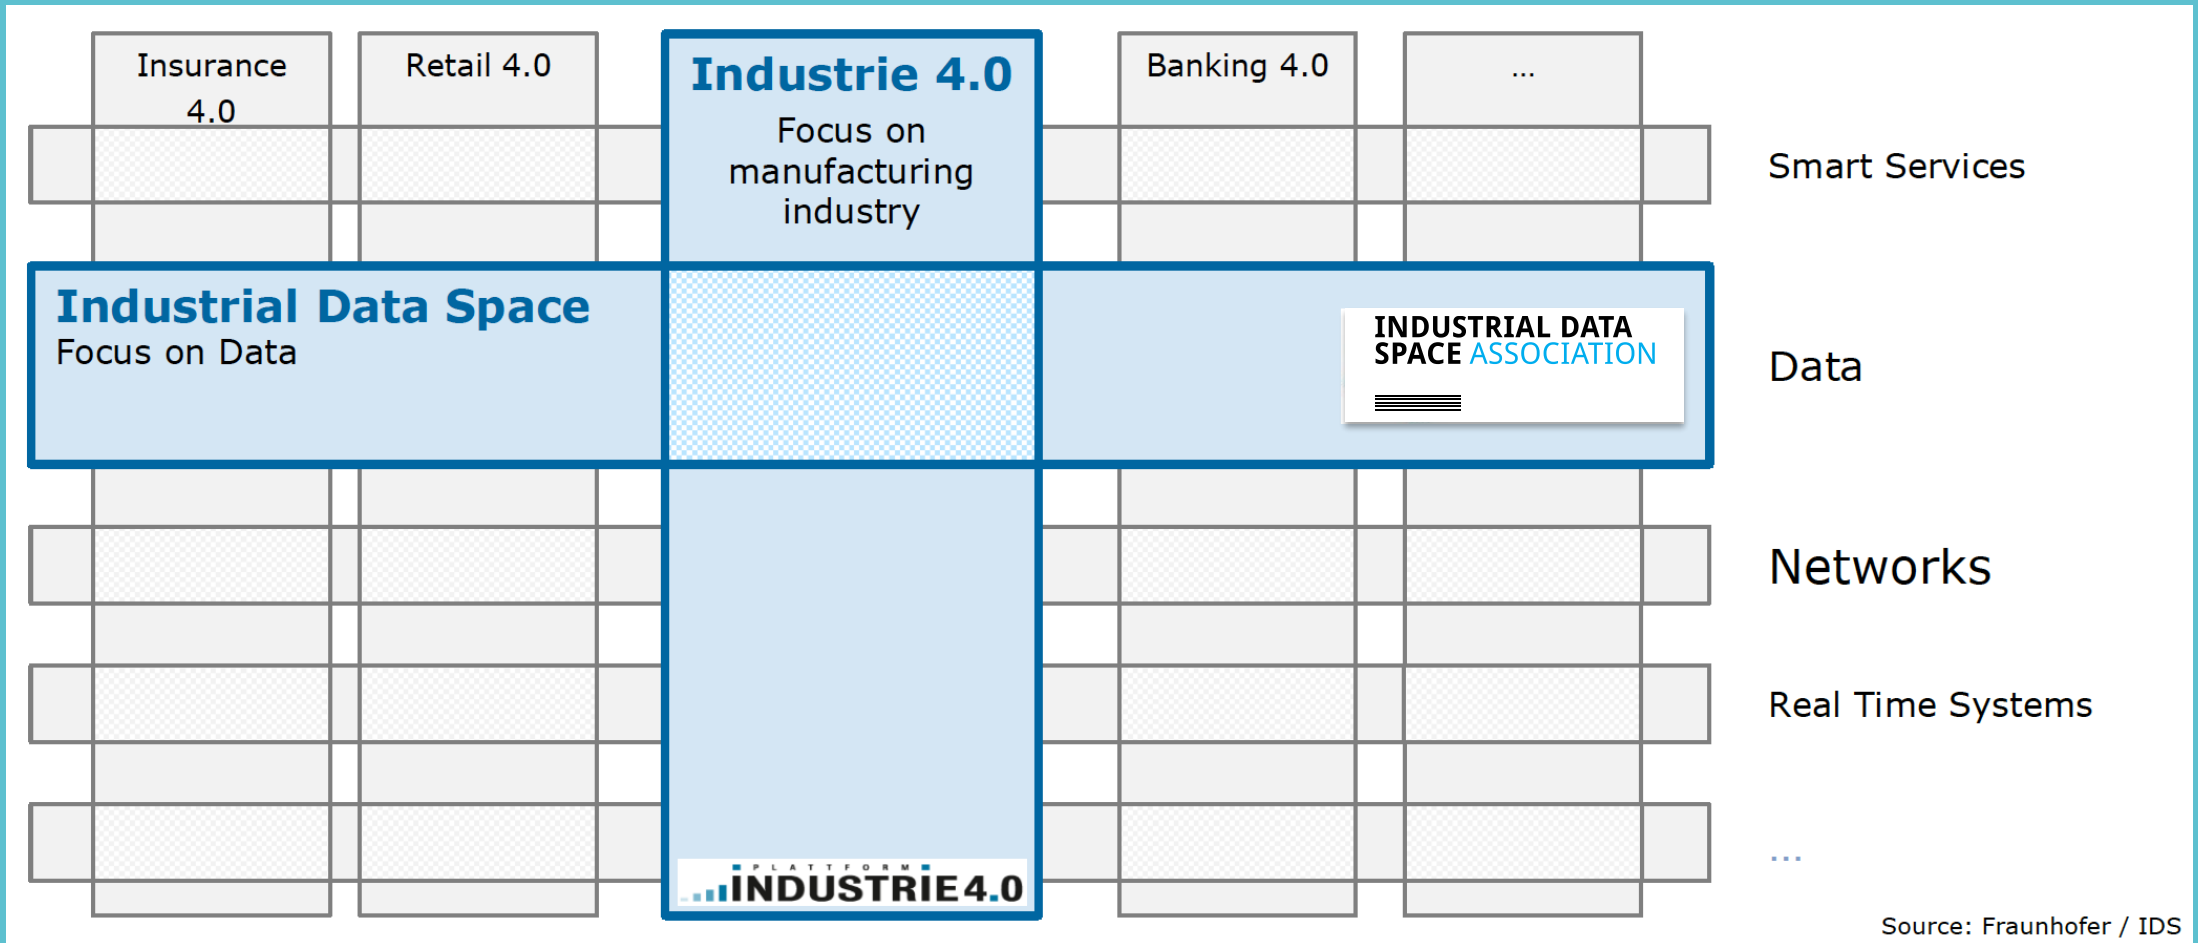 Insurance
4.0
Retail 4.0
Industrie 4.0
Focus on
manufacturing
industry
Banking 4.0
...
Smart Services
Industrial Data Space
Focus on Data
INDUSTRIAL DATA
SPACE ASSOCIATION
Data
Networks
Real Time Systems
...
PLATTFORM
INDUSTRIE4.0
Source: Fraunhofer / IDS